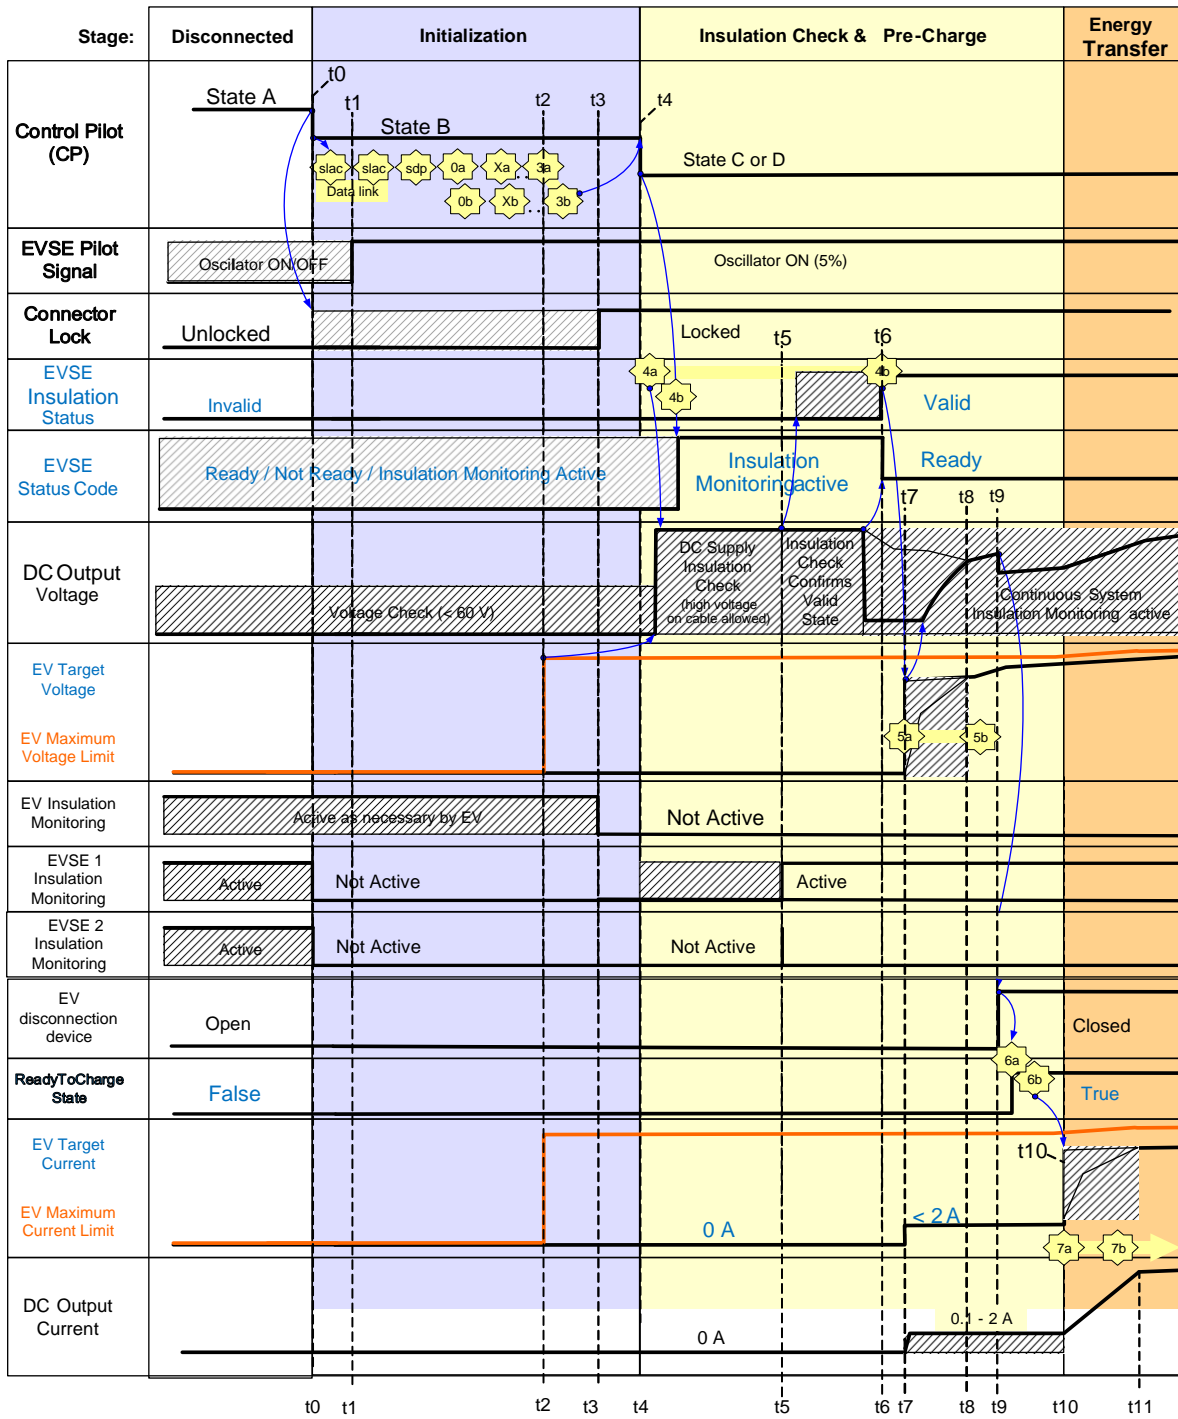 Stage:
Disconnected
Initialization
Insulation Check & Pre-Charge
Energy
Transfer
Control Pilot
(CP)
State A
t0
t1
t2
t3
t4
State B
State C or D
slac
slac
sdp
0a
Xa
. .
3a
Data link
0b
Xb
. .
3b
EVSE Pilot
Signal
Oscilator ON/OFF
Oscillator ON (5%)
Connector
Lock
Unlocked
Locked
t5
t6
EVSE
Insulation
Status
Invalid
4a
4b
4b
Valid
EVSE
Status Code
Ready / Not Ready / Insulation Monitoring Active
Insulation
Monitoring active
Ready
t7
t8
t9
DC Output
Voltage
Voltage Check (< 60 V)
DC Supply
Insulation
Check
(high voltage
on cable allowed)
Insulation
Check
Confirms
Valid
State
Continuous System
Insulation Monitoring active
EV Target
Voltage
EV Maximum
Voltage Limit
5a
5b
EV Insulation
Monitoring
Active as necessary by EV
Not Active
EVSE 1
Insulation
Monitoring
Active
Not Active
Active
EVSE 2
Insulation
Monitoring
Active
Not Active
Not Active
EV
disconnection
device
Open
Closed
6a
6b
ReadyToCharge
State
False
True
EV Target
Current
EV Maximum
Current Limit
t10
0 A
< 2 A
7a
7b
DC Output
Current
0 A
0.1 - 2 A
t0
t1
t2
t3
t4
t5
t6
t7
t8
t9
t10
t11